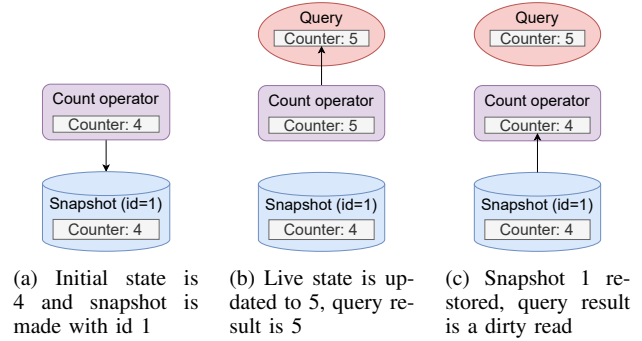 Query
Counter: 5
Query
Counter: 5
Count operator
Counter: 4
Count operator
Counter: 5
Count operator
Counter: 4
Snapshot (id=1)
Counter: 4
Snapshot (id=1)
Counter: 4
Snapshot (id=1)
Counter: 4
(a) Initial state is
4 and snapshot is
made with id 1
(b) Live state is up-
dated to 5, query re-
sult is 5
(c) Snapshot 1 re-
stored, query result
is a dirty read